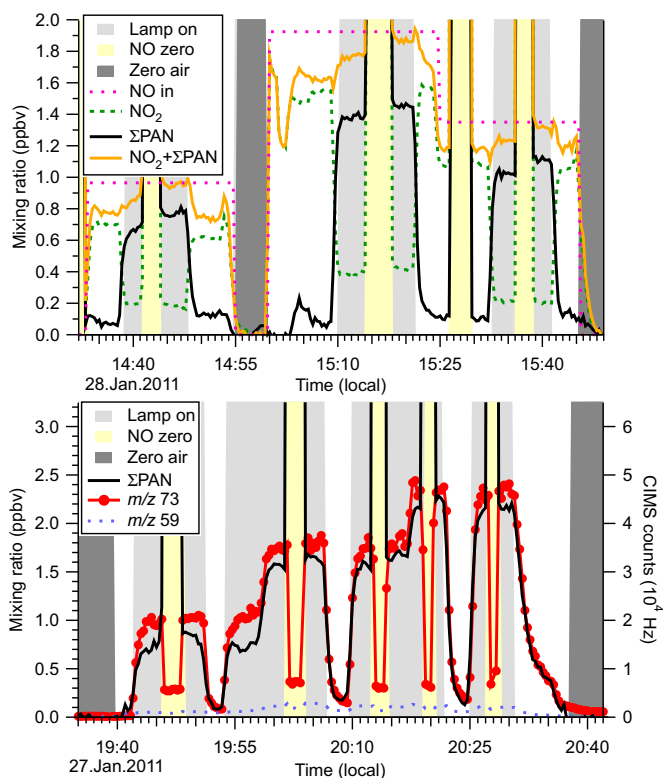 2.0
1.8
1.6
1.4
1.2
1.0
0.8
0.6
0.4
0.2
0.0
Mixing ratio (ppbv)
Lamp on
NO zero
Zero air
NO in
NO₂
ΣPAN
NO₂+ΣPAN
14:40
14:55
15:10
15:25
15:40
28.Jan.2011
Time (local)
3.0
2.5
2.0
1.5
1.0
0.5
0.0
Mixing ratio (ppbv)
Lamp on
NO zero
Zero air
ΣPAN
m/z 73
m/z 59
6
5
4
3
2
1
0
CIMS counts (10⁴ Hz)
19:40
19:55
20:10
20:25
20:40
27.Jan.2011
Time (local)